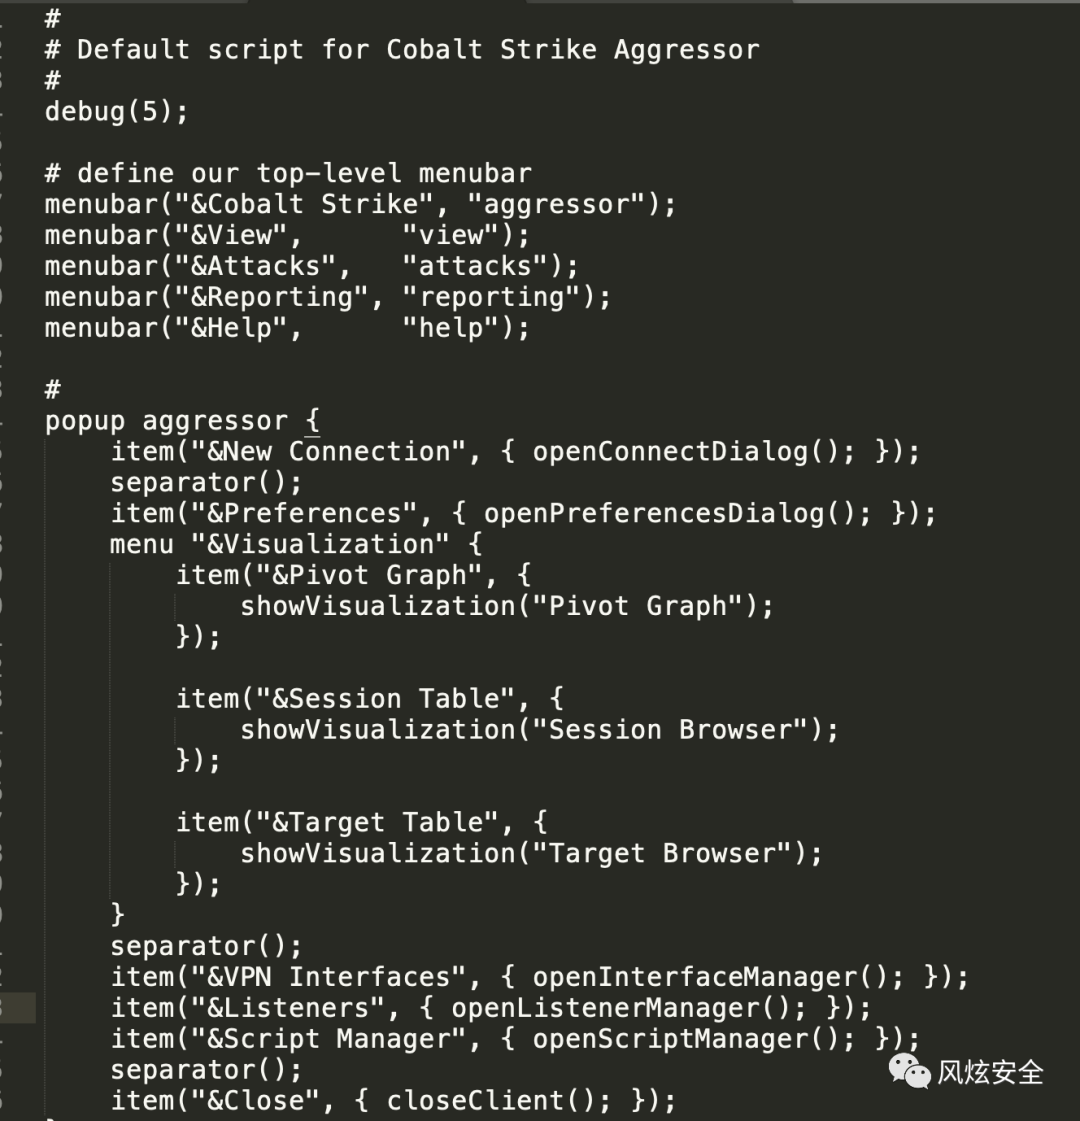 #
# Default script for Cobalt Strike Aggressor
#
debug(5);
# define our top-level menubar
menubar("&Cobalt Strike", "aggressor");
menubar("&View",      "view");
menubar("&Attacks",   "attacks");
menubar("&Reporting", "reporting");
menubar("&Help",      "help");
#
popup aggressor {
    item("&New Connection", { openConnectDialog(); });
    separator();
    item("&Preferences", { openPreferencesDialog(); });
    menu "&Visualization" {
        item("&Pivot Graph", {
            showVisualization("Pivot Graph");
        });
        item("&Session Table", {
            showVisualization("Session Browser");
        });
        item("&Target Table", {
            showVisualization("Target Browser");
        });
    }
    separator();
    item("&VPN Interfaces", { openInterfaceManager(); });
    item("&Listeners", { openListenerManager(); });
    item("&Script Manager", { openScriptManager(); });
    separator();
    item("&Close", { closeClient(); });
风炫安全